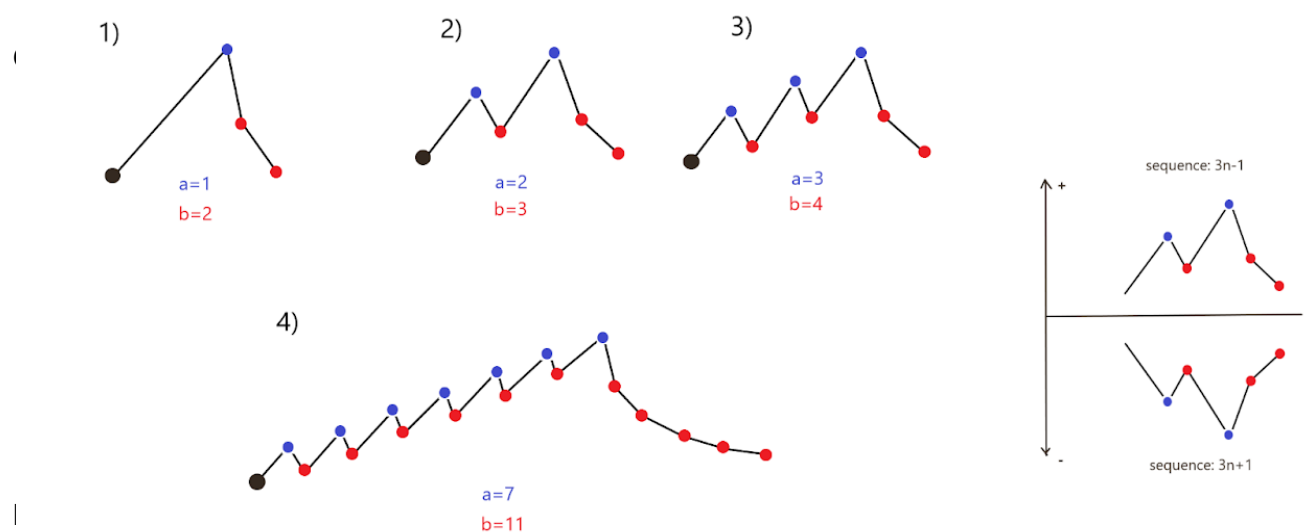 1)
a=1
b=2
2)
a=2
b=3
3)
a=3
b=4
4)
a=7
b=11
sequence: 3n-1
+
-
sequence: 3n+1